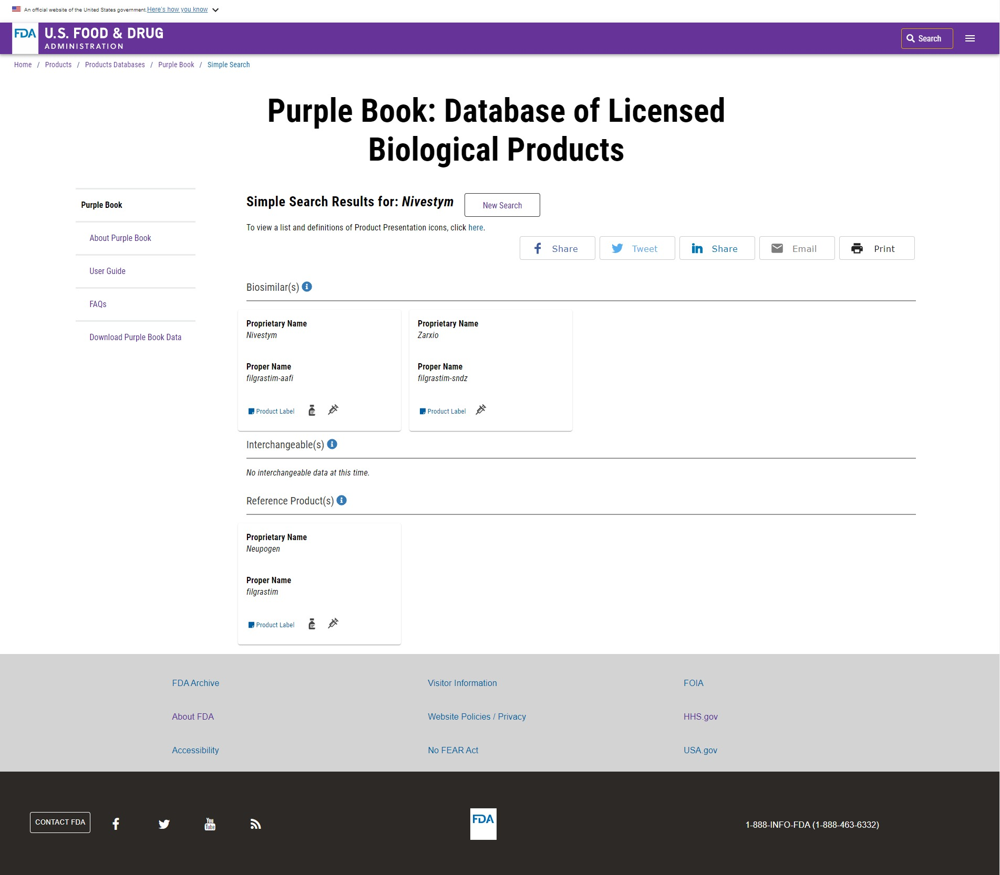 An official website of the United States government. Here's how you know
FDA U.S. FOOD & DRUG
ADMINISTRATION
Search
Home / Products / Products Databases / Purple Book / Simple Search
Purple Book: Database of Licensed
Biological Products
Purple Book
About Purple Book
User Guide
FAQs
Download Purple Book Data
Simple Search Results for: Nivestym
New Search
To view a list and definitions of Product Presentation icons, click here.
Share
Tweet
Share
Email
Print
Biosimilar(s)
Proprietary Name
Nivestym
Proper Name
filgrastim-aafi
Product Label
Proprietary Name
Zarxio
Proper Name
filgrastim-sndz
Product Label
Interchangeable(s)
No interchangeable data at this time.
Reference Product(s)
Proprietary Name
Neupogen
Proper Name
filgrastim
Product Label
FDA Archive
Visitor Information
FOIA
About FDA
Website Policies / Privacy
HHS.gov
Accessibility
No FEAR Act
USA.gov
CONTACT FDA
You
Tube
FDA
1-888-INFO-FDA (1-888-463-6332)